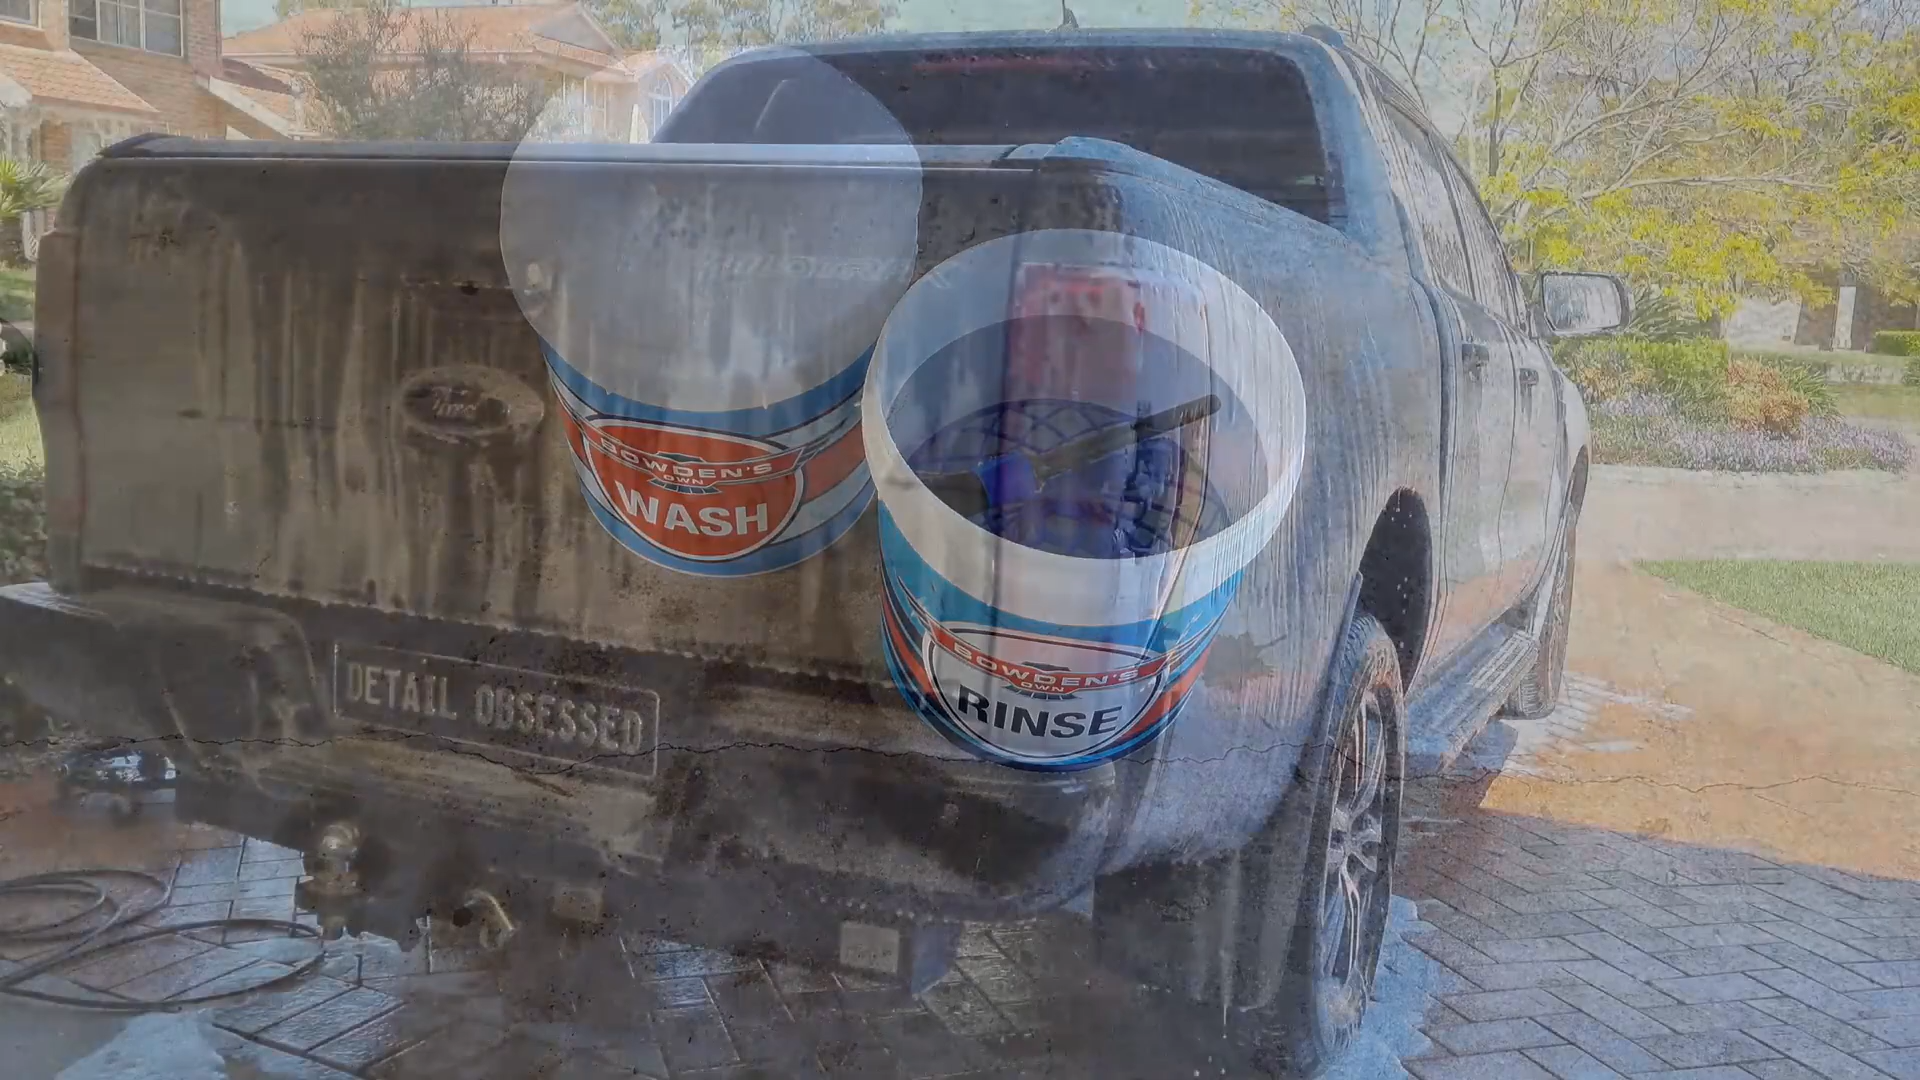 Ford
BOWDEN'S
OWN
WASH
BOWDEN'S
OWN
RINSE
DETAIL OBSESSED